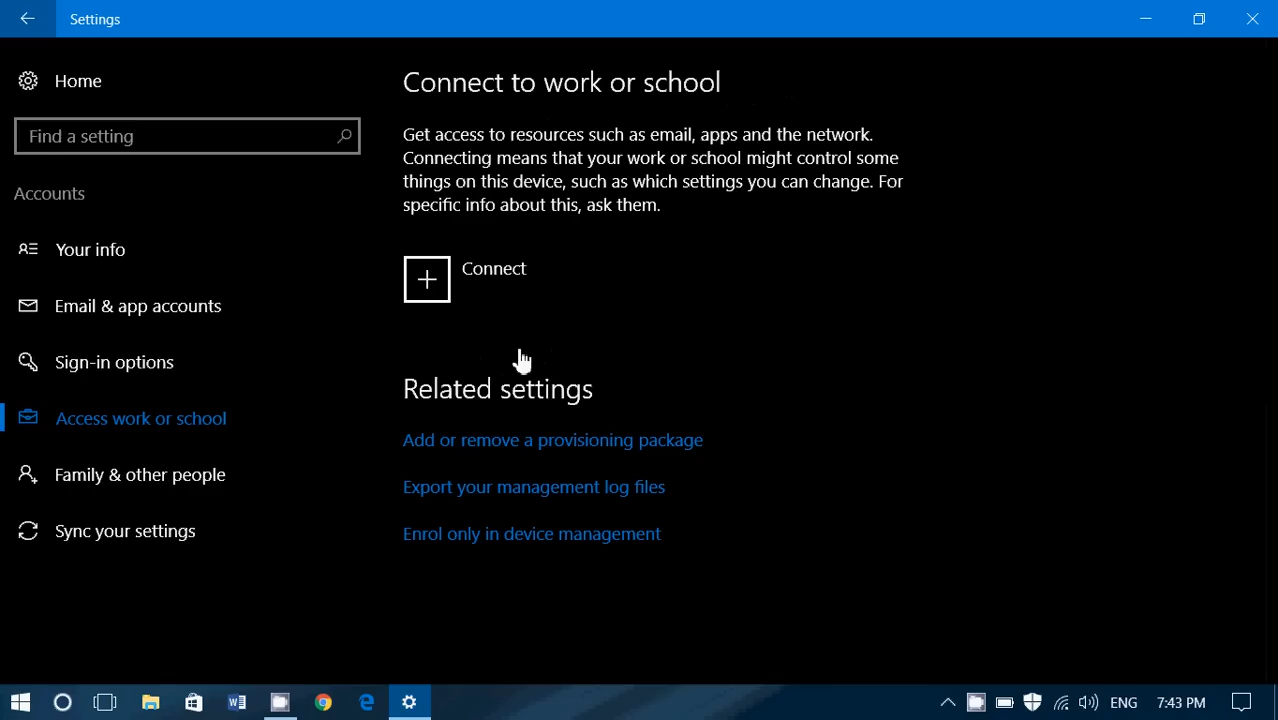 Settings
Home
Find a setting
Accounts
Your info
Email & app accounts
Sign-in options
Access work or school
Family & other people
Sync your settings
Connect to work or school
Get access to resources such as email, apps and the network.
Connecting means that your work or school might control some
things on this device, such as which settings you can change. For
specific info about this, ask them.
Connect
Related settings
Add or remove a provisioning package
Export your management log files
Enrol only in device management
ENG
7:43 PM